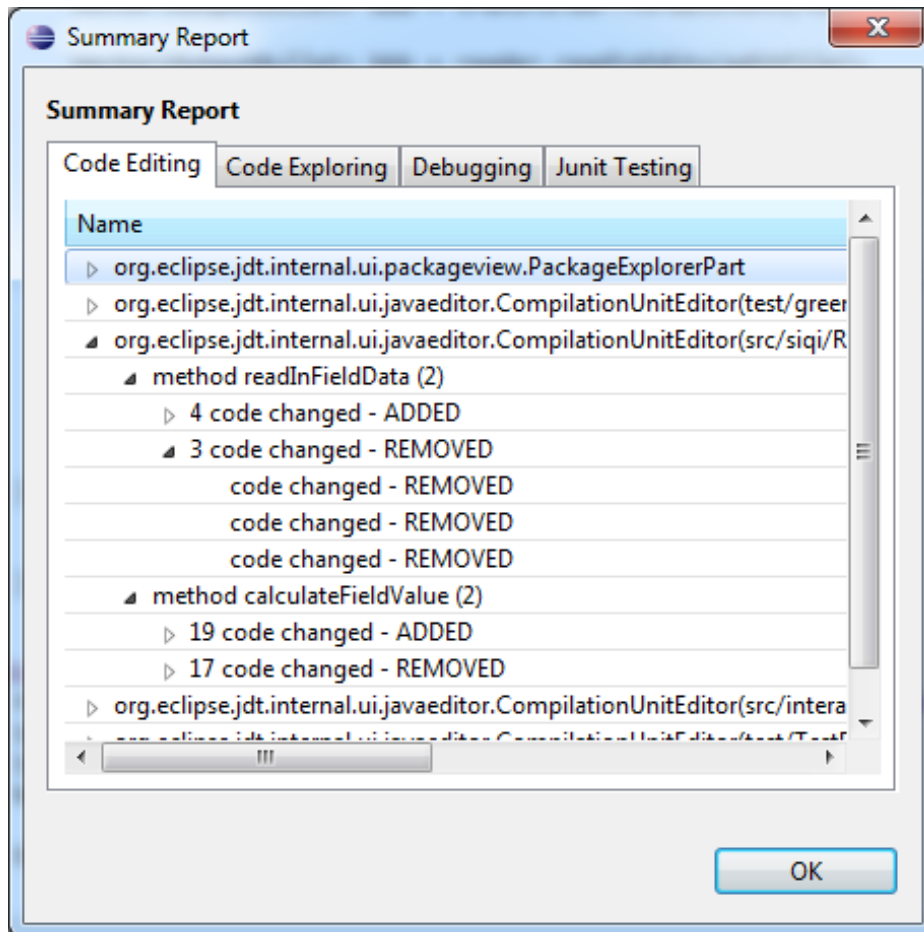 Summary Report
Summary Report
Code Editing Code Exploring Debugging Junit Testing
Name
org.eclipse.jdt.internal.ui.packageview.PackageExplorerPart
org.eclipse.jdt.internal.ui.javaeditor.CompilationUnitEditor(test/green
org.eclipse.jdt.internal.ui.javaeditor.CompilationUnitEditor(src/siqi/R
method readInFieldData (2)
4 code changed - ADDED
3 code changed - REMOVED
code changed - REMOVED
code changed - REMOVED
code changed - REMOVED
method calculateFieldValue (2)
19 code changed - ADDED
17 code changed - REMOVED
org.eclipse.jdt.internal.ui.javaeditor.CompilationUnitEditor(src/intera
OK